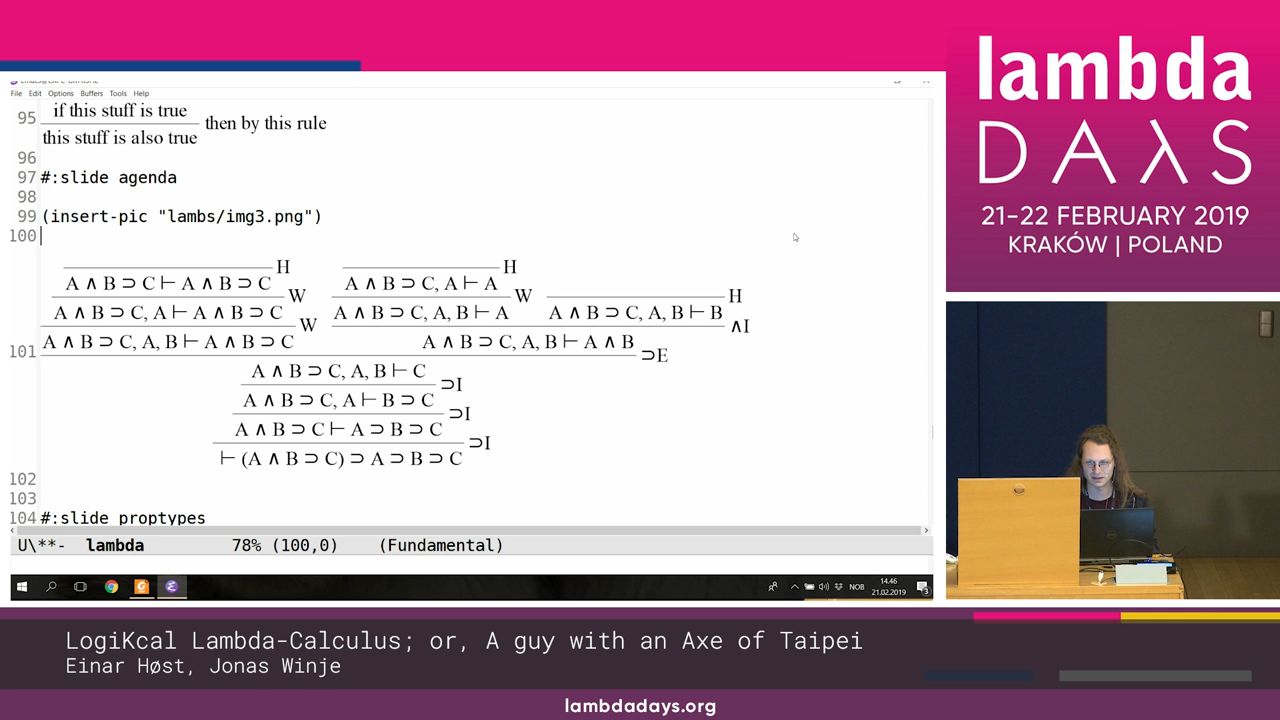 lambda
DAλS
21–22 FEBRUARY 2019
KRAKÓW | POLAND
File Edit Options Buffers Tools Help
95 if this stuff is true
this stuff is also true then by this rule
96
97 #:slide agenda
98
99 (insert-pic "lambs/img3.png")
100
H H
A ∧ B ⊃ C ⊢ A ∧ B ⊃ C A ∧ B ⊃ C, A ⊢ A
W W H
A ∧ B ⊃ C, A ⊢ A ∧ B ⊃ C A ∧ B ⊃ C, A, B ⊢ A A ∧ B ⊃ C, A, B ⊢ B
W ∧I
101 A ∧ B ⊃ C, A, B ⊢ A ∧ B ⊃ C A ∧ B ⊃ C, A, B ⊢ A ∧ B
⊃E
A ∧ B ⊃ C, A, B ⊢ C
⊃I
A ∧ B ⊃ C, A ⊢ B ⊃ C
⊃I
A ∧ B ⊃ C ⊢ A ⊃ B ⊃ C
⊃I
⊢ (A ∧ B ⊃ C) ⊃ A ⊃ B ⊃ C
102
103
104 #:slide proptypes
U\**- lambda 78% (100,0) (Fundamental)
NOB 14.46
21.02.2019
3
LogiKcal Lambda-Calculus; or, A guy with an Axe of Taipei
Einar Høst, Jonas Winje
lambdadays.org